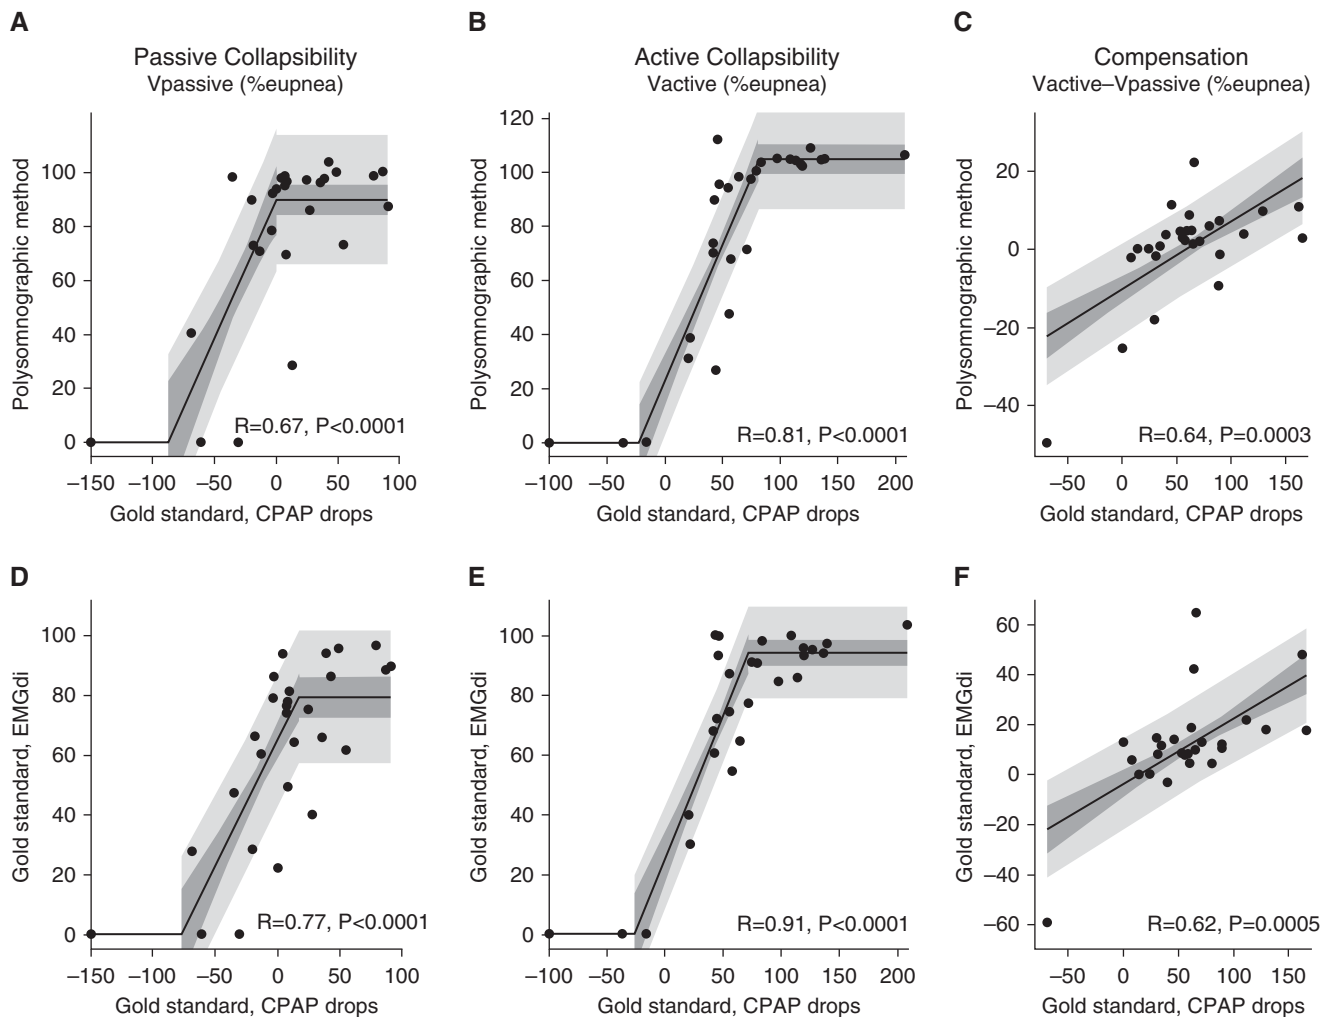 A
Passive Collapsibility
Vpassive (%eupnea)
Polysomnographic method
100
80
60
40
20
0
R=0.67, P<0.0001
–150 –100 –50 0 50 100
Gold standard, CPAP drops
B
Active Collapsibility
Vactive (%eupnea)
Polysomnographic method
120
100
80
60
40
20
0
R=0.81, P<0.0001
–100 –50 0 50 100 150 200
Gold standard, CPAP drops
C
Compensation
Vactive–Vpassive (%eupnea)
Polysomnographic method
20
0
–20
–40
R=0.64, P=0.0003
–50 0 50 100 150
Gold standard, CPAP drops
D
Gold standard, EMGdi
100
80
60
40
20
0
R=0.77, P<0.0001
–150 –100 –50 0 50 100
Gold standard, CPAP drops
E
Gold standard, EMGdi
100
80
60
40
20
0
R=0.91, P<0.0001
–100 –50 0 50 100 150 200
Gold standard, CPAP drops
F
Gold standard, EMGdi
60
40
20
0
–20
–40
–60
R=0.62, P=0.0005
–50 0 50 100 150
Gold standard, CPAP drops